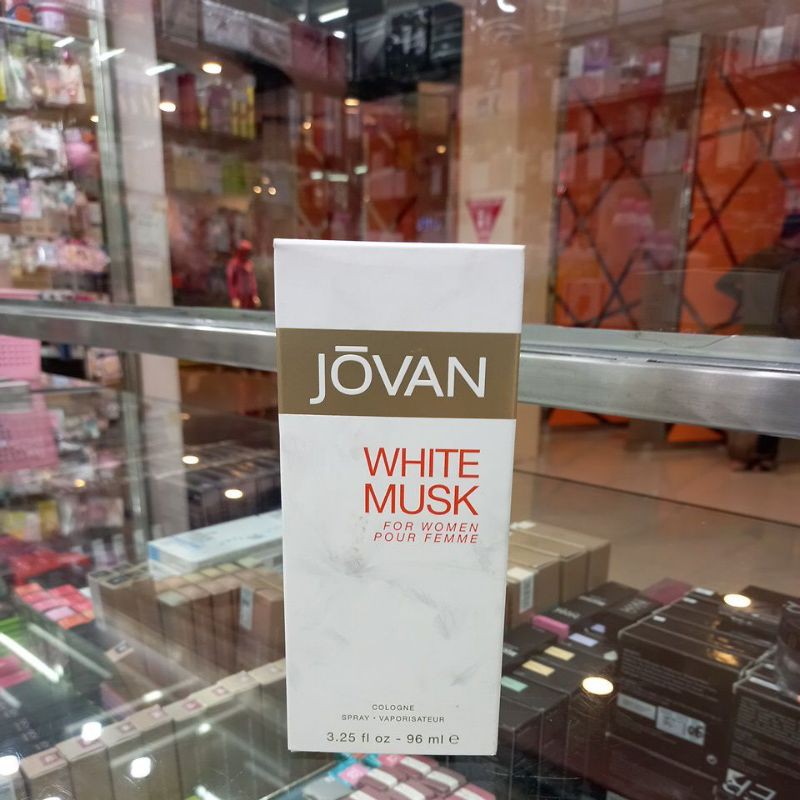 JŌVAN
WHITE
MUSK
FOR WOMEN
POUR FEMME
COLOGNE
SPRAY • VAPORISATEUR
3.25 fl oz - 96 ml ℮